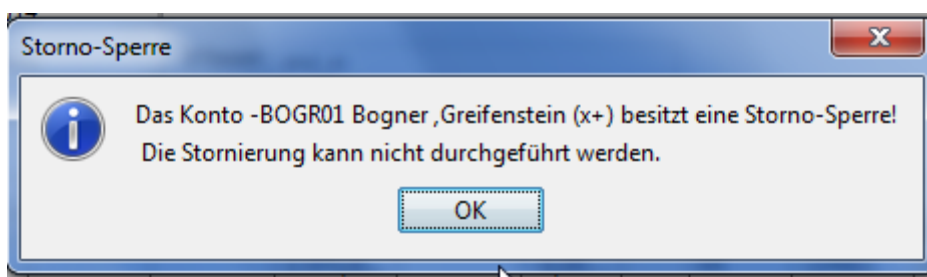 Storno-Sperre
Das Konto -BOGR01 Bogner ,Greifenstein (x+) besitzt eine Storno-Sperre!
Die Stornierung kann nicht durchgeführt werden.
OK